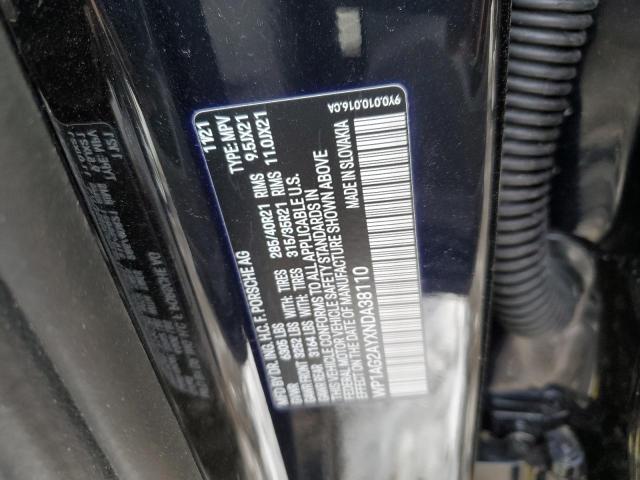 MFD BY DR. ING. H.C. F. PORSCHE AG 11/21
GVWR 6305 LBS TYPE: MPV
GAWR FRONT 3252 LBS WITH: TIRES 285/40R21 RIMS 9.5JX21
GAWR REAR 3164 LBS WITH: TIRES 315/35R21 RIMS 11.0JX21
THIS VEHICLE CONFORMS TO ALL APPLICABLE U.S.
FEDERAL MOTOR VEHICLE SAFETY STANDARDS IN
EFFECT ON THE DATE OF MANUFACTURE SHOWN ABOVE
WP1AG2AYXNDA38110 MADE IN SLOVAKIA
9Y0.010.016.CA